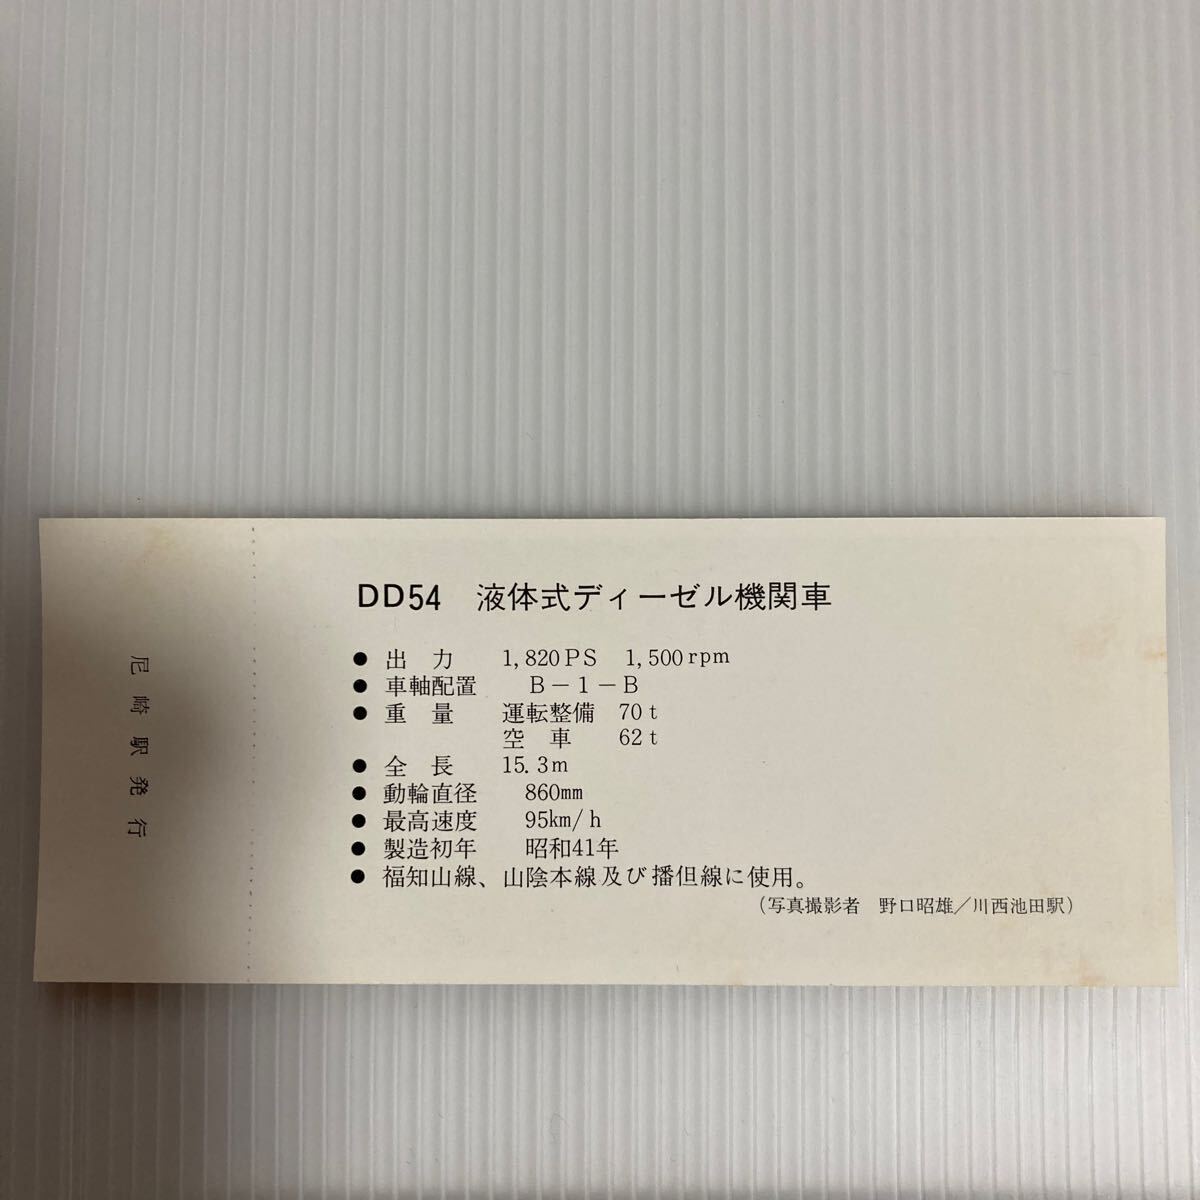 DD54 液体式ディーゼル機関車
● 出 力 1,820PS 1,500rpm
● 車軸配置 B－1－B
● 重 量 運転整備 70t
空 車 62t
● 全 長 15.3m
● 動輪直径 860mm
● 最高速度 95km/h
● 製造初年 昭和41年
● 福知山線、山陰本線及び播但線に使用。
(写真撮影者 野口昭雄／川西池田駅)
尼崎駅発行